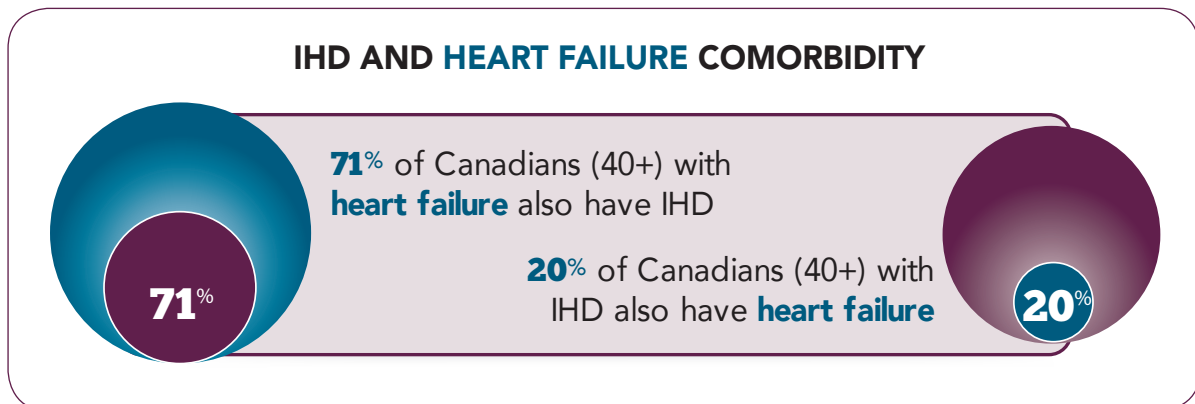 IHD AND HEART FAILURE COMORBIDITY
71% of Canadians (40+) with
heart failure also have IHD
20% of Canadians (40+) with
IHD also have heart failure
71%
20%